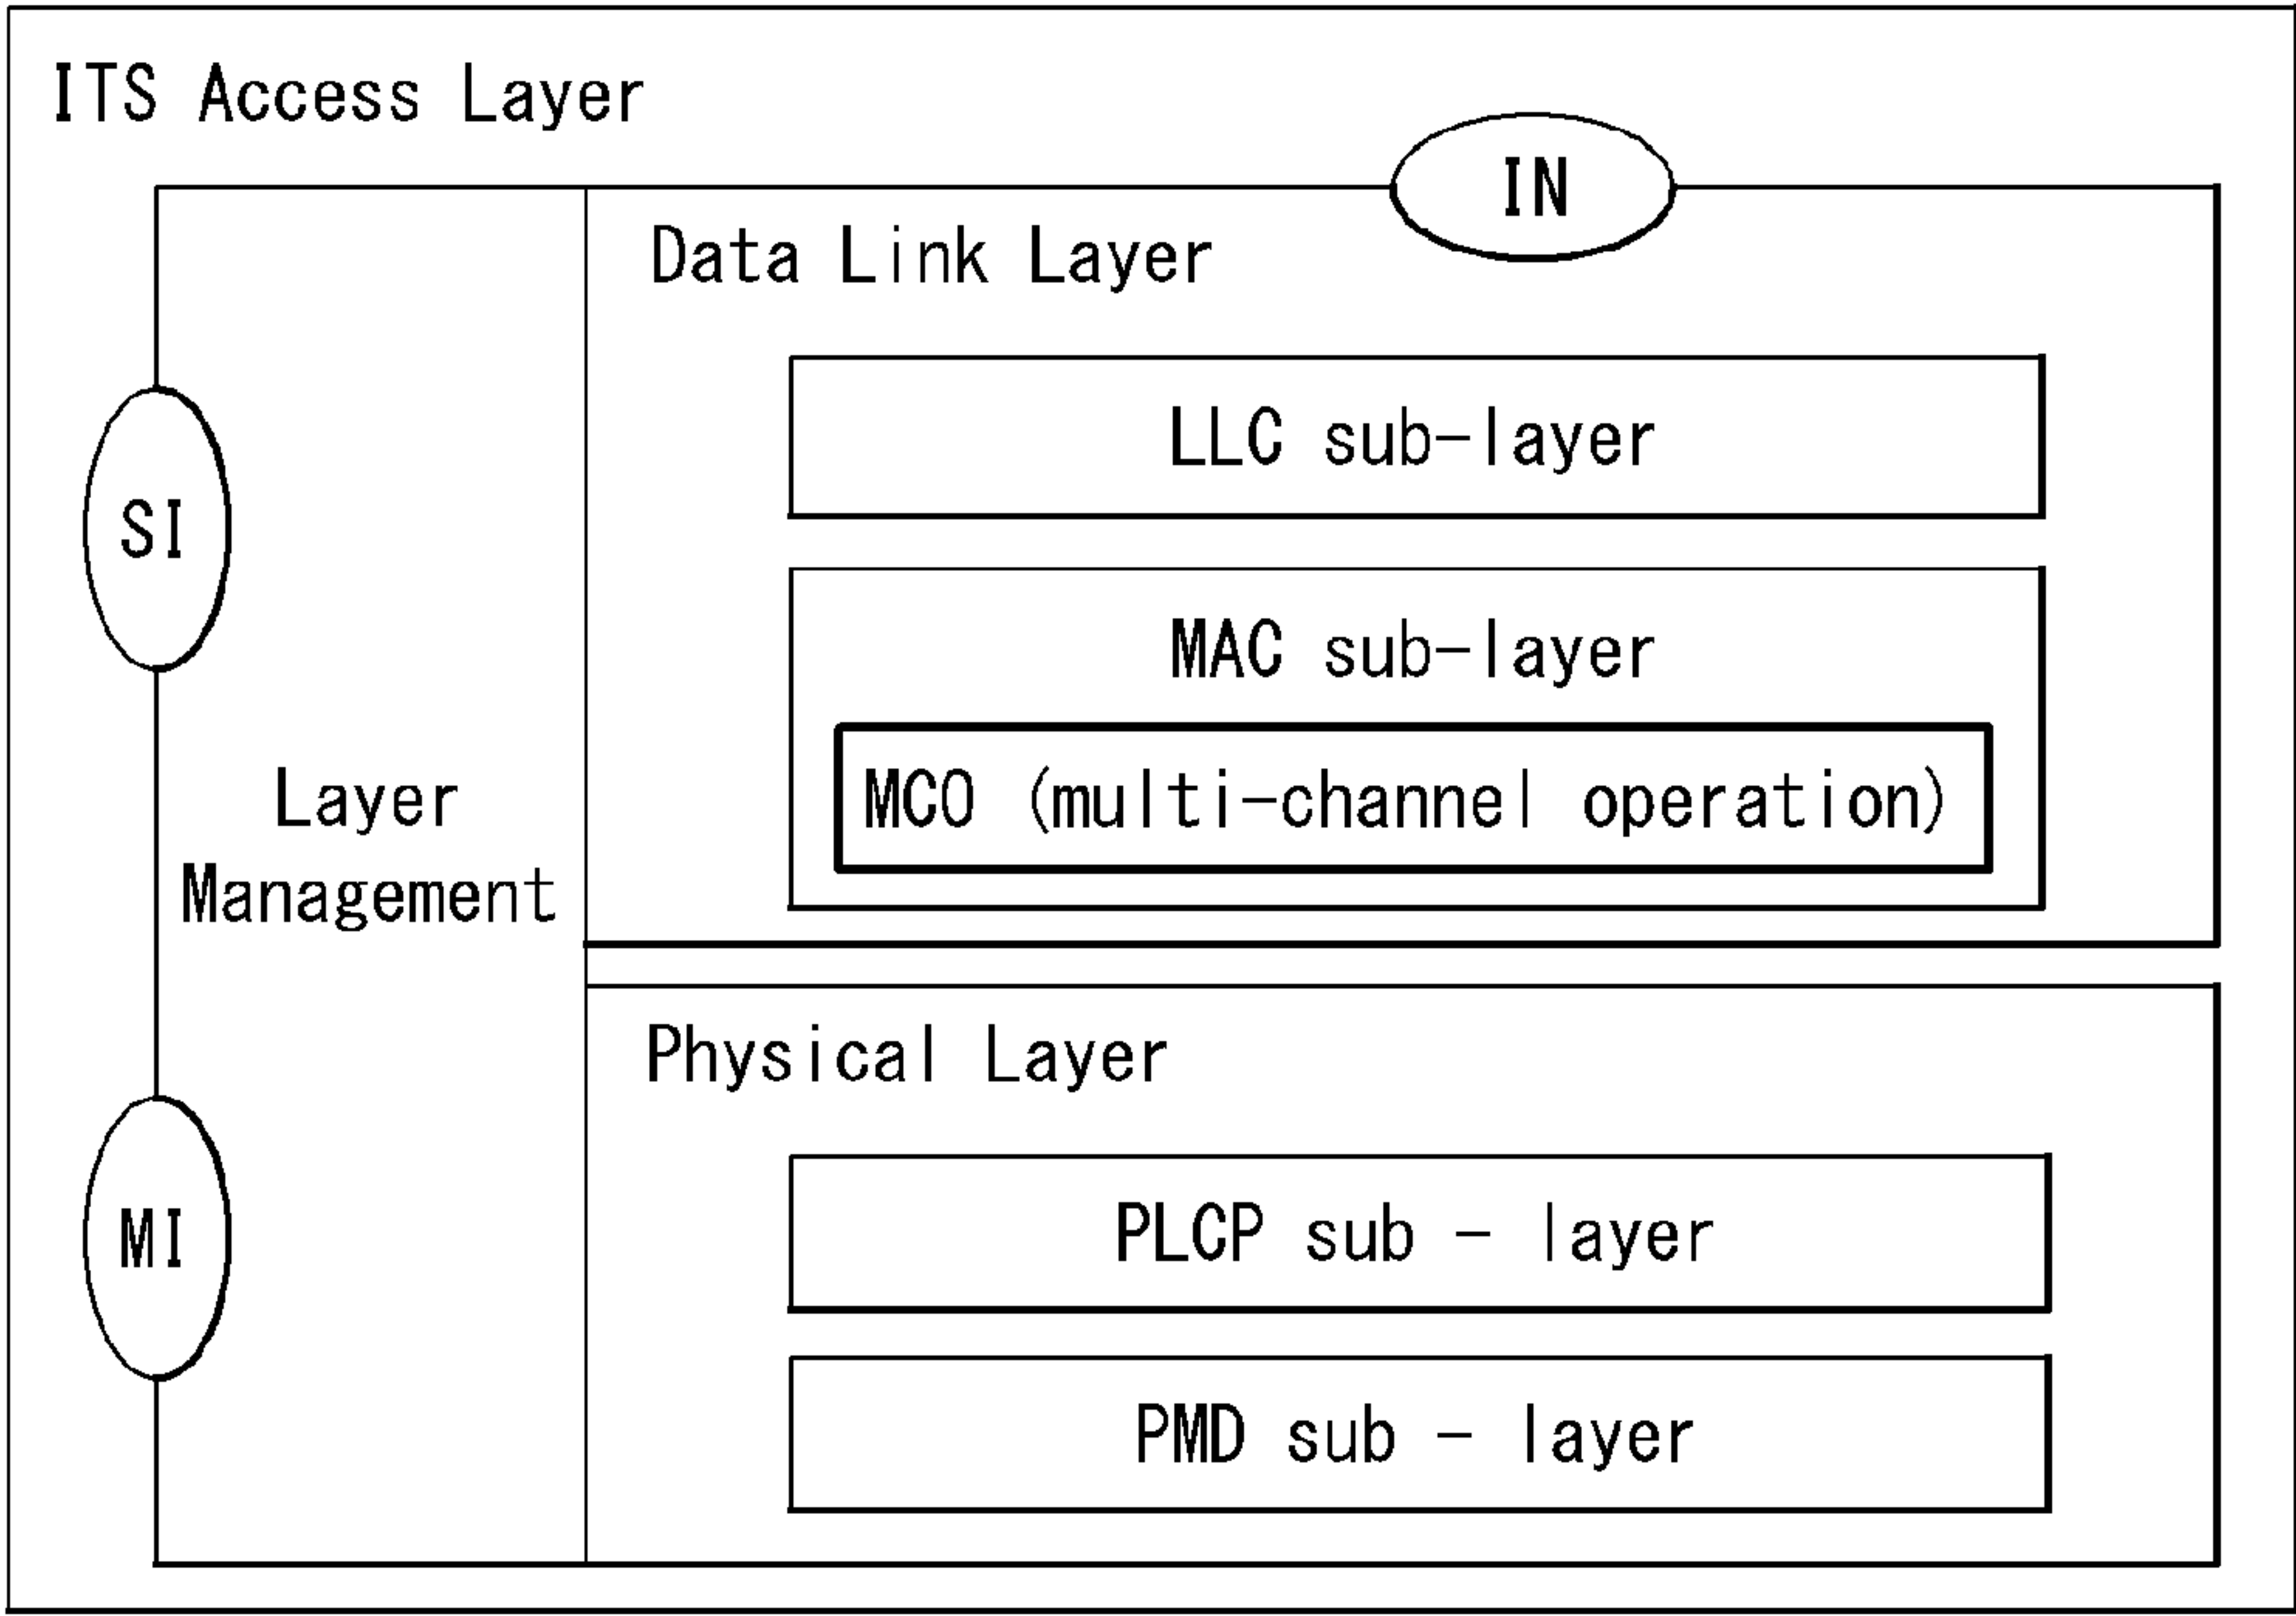 ITS Access Layer
IN
Data Link Layer
LLC sub-layer
SI
MAC sub-layer
MCO (multi-channel operation)
Layer
Management
Physical Layer
PLCP sub - layer
MI
PMD sub - layer